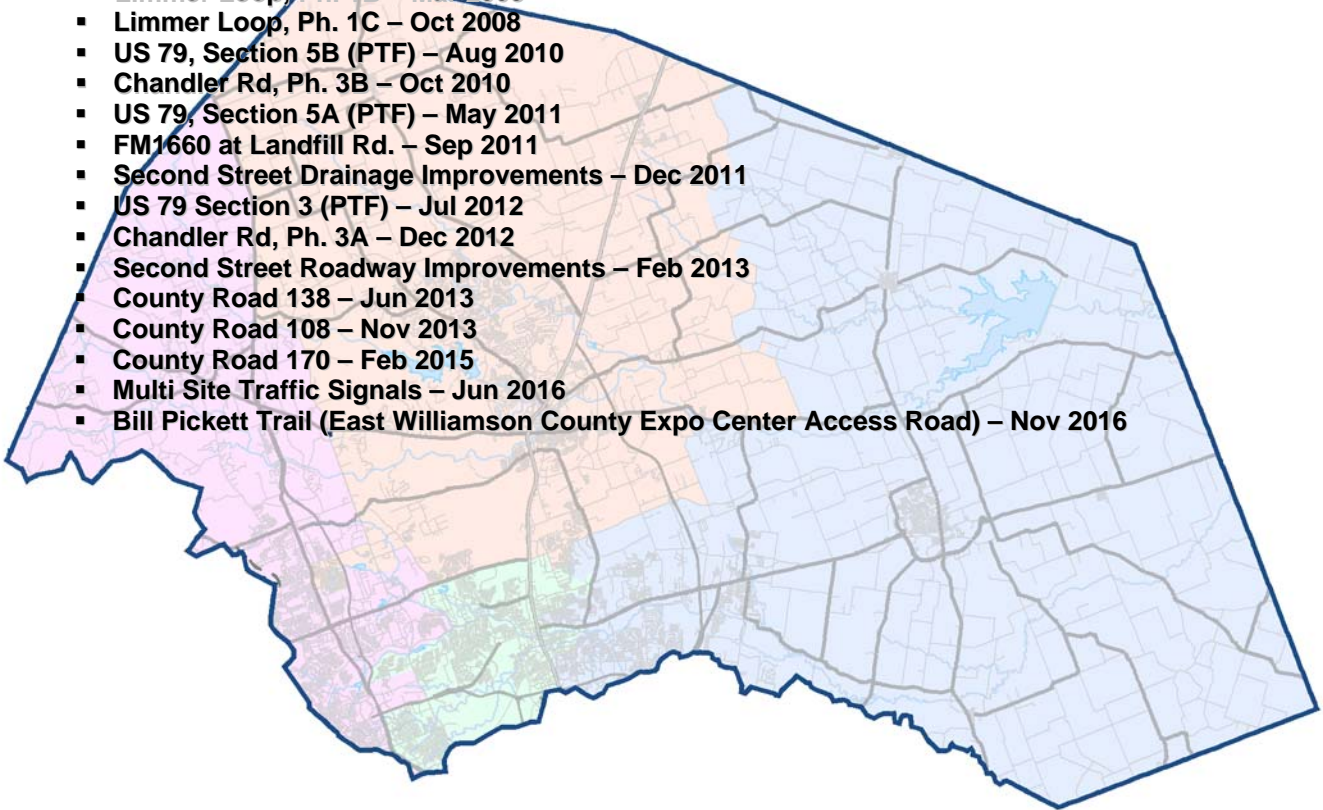 ▪ Limmer Loop, Ph. 1C – Oct 2008
▪ US 79, Section 5B (PTF) – Aug 2010
▪ Chandler Rd, Ph. 3B – Oct 2010
▪ US 79, Section 5A (PTF) – May 2011
▪ FM1660 at Landfill Rd. – Sep 2011
▪ Second Street Drainage Improvements – Dec 2011
▪ US 79 Section 3 (PTF) – Jul 2012
▪ Chandler Rd, Ph. 3A – Dec 2012
▪ Second Street Roadway Improvements – Feb 2013
▪ County Road 138 – Jun 2013
▪ County Road 108 – Nov 2013
▪ County Road 170 – Feb 2015
▪ Multi Site Traffic Signals – Jun 2016
▪ Bill Pickett Trail (East Williamson County Expo Center Access Road) – Nov 2016